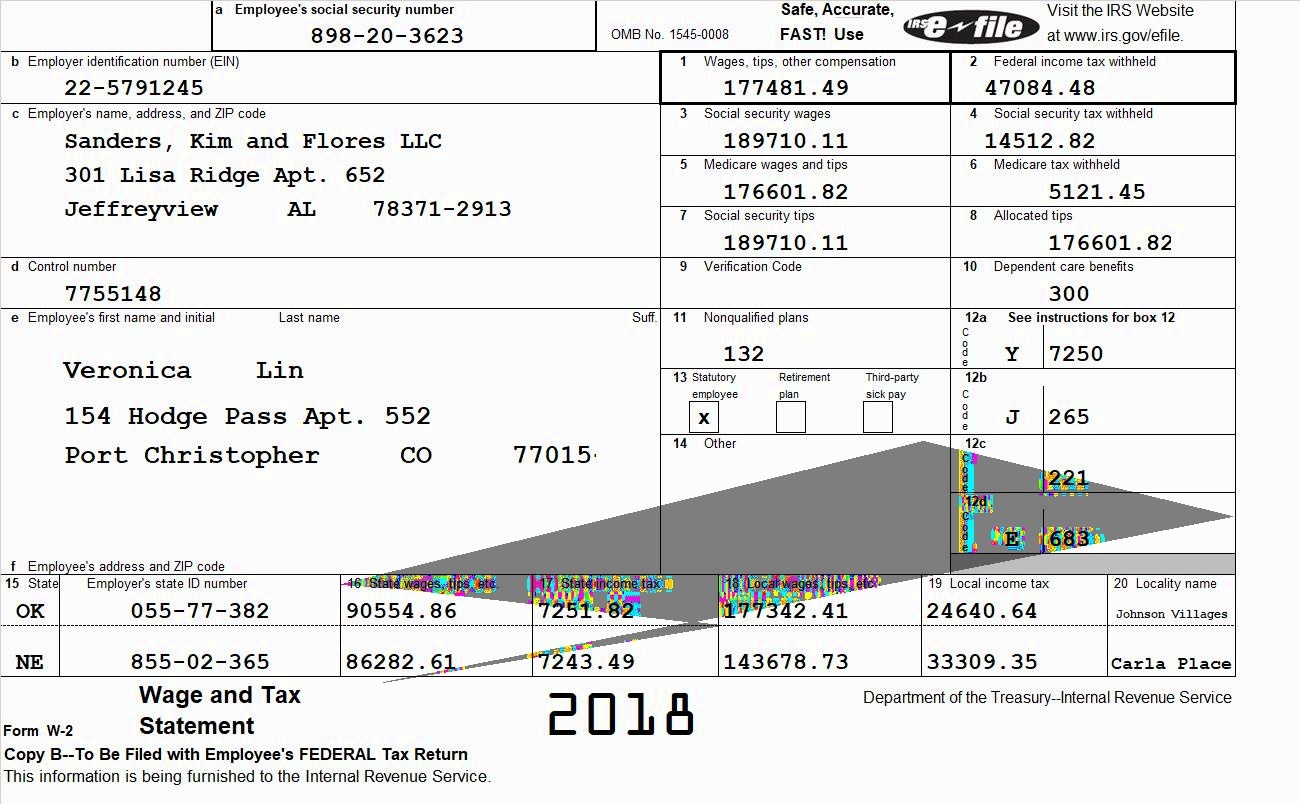 a Employee's social security number
898-20-3623
OMB No. 1545-0008
Safe, Accurate,
FAST! Use
IRS e-file
Visit the IRS Website
at www.irs.gov/efile.
b Employer identification number (EIN)
22-5791245
1 Wages, tips, other compensation
177481.49
2 Federal income tax withheld
47084.48
c Employer's name, address, and ZIP code
Sanders, Kim and Flores LLC
301 Lisa Ridge Apt. 652
Jeffreyview AL 78371-2913
3 Social security wages
189710.11
4 Social security tax withheld
14512.82
5 Medicare wages and tips
176601.82
6 Medicare tax withheld
5121.45
7 Social security tips
189710.11
8 Allocated tips
176601.82
d Control number
7755148
9 Verification Code
10 Dependent care benefits
300
e Employee's first name and initial Last name Suff.
Veronica Lin
154 Hodge Pass Apt. 552
Port Christopher CO 77015
11 Nonqualified plans
132
12a See instructions for box 12
Code Y 7250
13 Statutory employee Retirement plan Third-party sick pay
x
12b
Code J 265
14 Other
12c
Code 221
12d
Code E 683
f Employee's address and ZIP code
15 State Employer's state ID number 16 State wages, tips, etc. 17 State income tax 18 Local wages, tips, etc. 19 Local income tax 20 Locality name
OK 055-77-382 90554.86 7251.82 177342.41 24640.64 Johnson Villages
NE 855-02-365 86282.61 7243.49 143678.73 33309.35 Carla Place
Form W-2
Wage and Tax
Statement
2018
Department of the Treasury--Internal Revenue Service
Copy B--To Be Filed with Employee's FEDERAL Tax Return
This information is being furnished to the Internal Revenue Service.